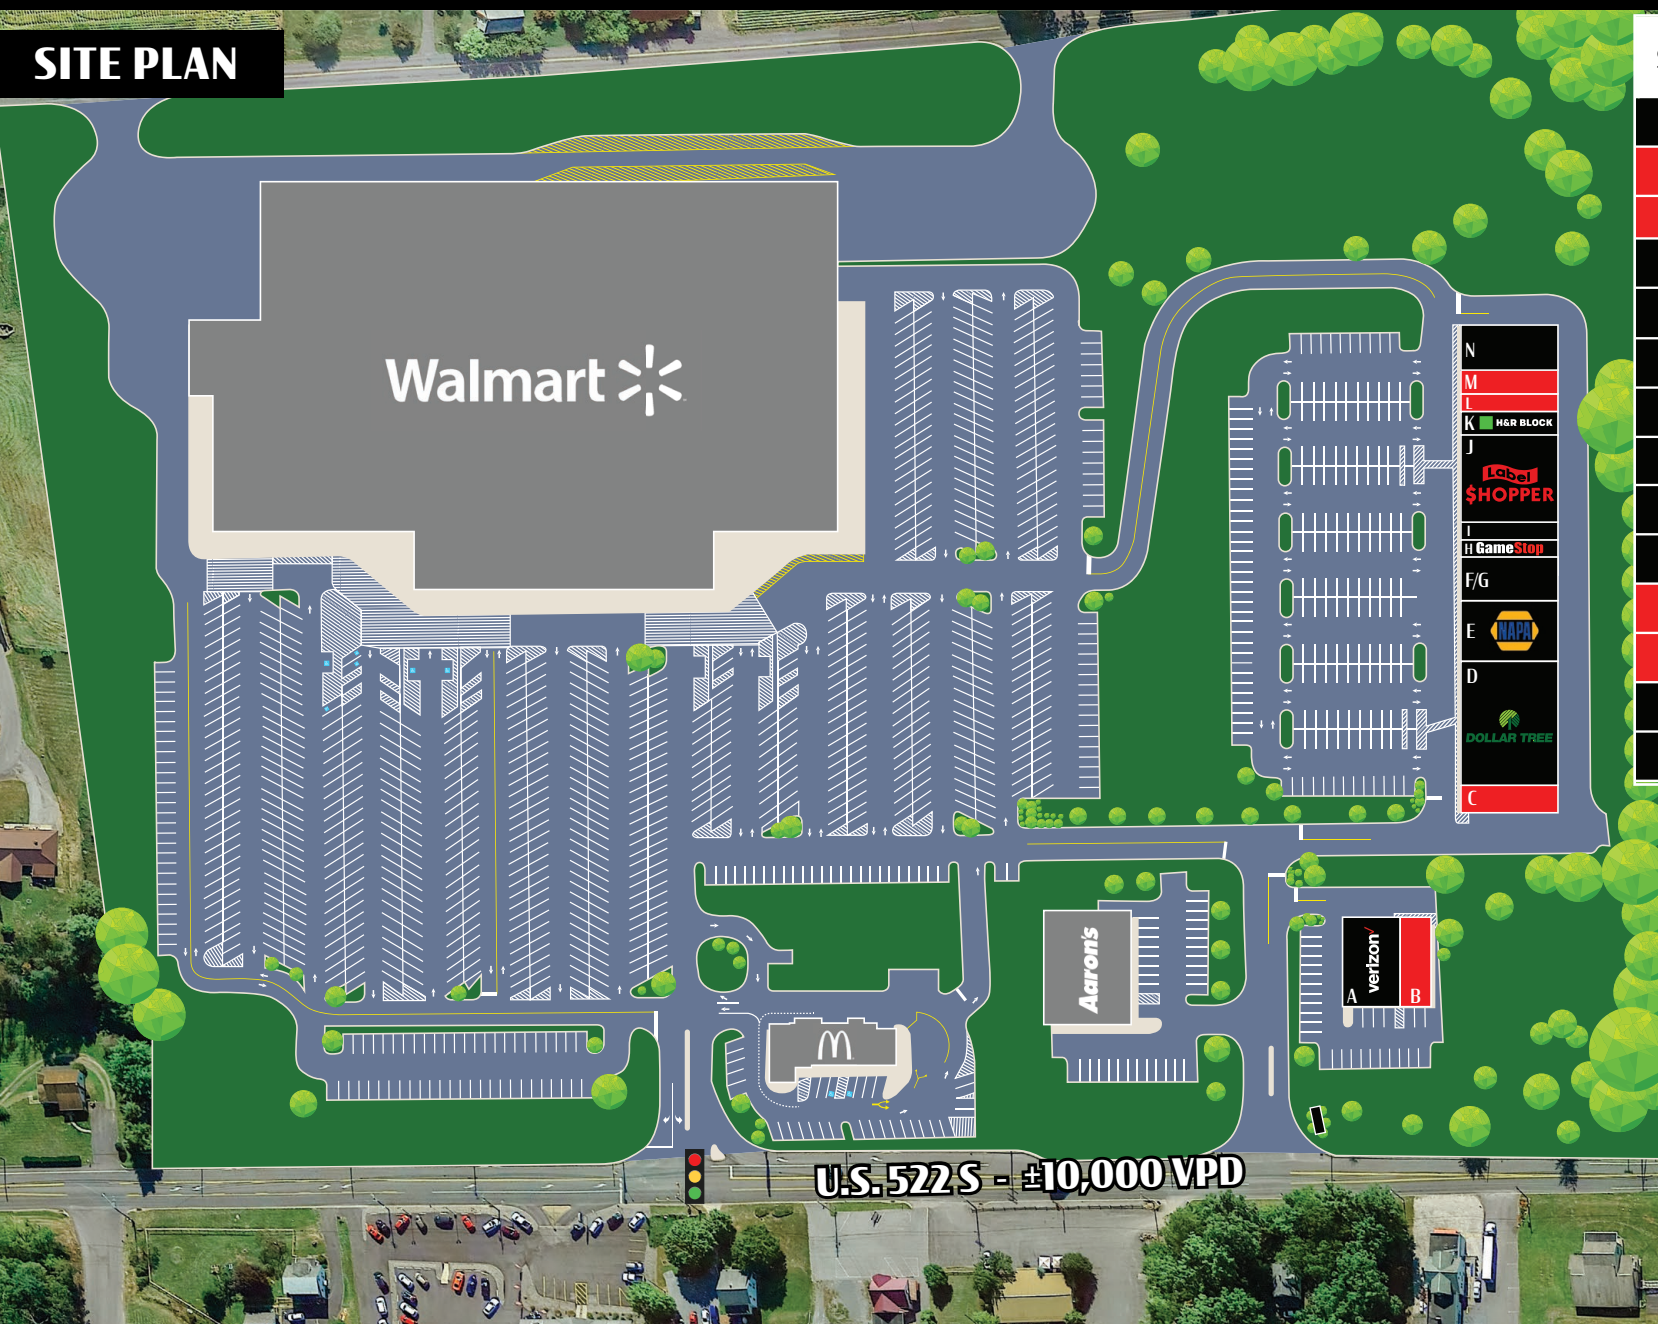 SITE PLAN
Walmart
N
M
L
K H&R BLOCK
J
Label
$HOPPER
I
H GameStop
F/G
E NAPA
D
DOLLAR TREE
C
Aaron's
verizon
A
B
U.S. 522 S - ±10,000 VPD